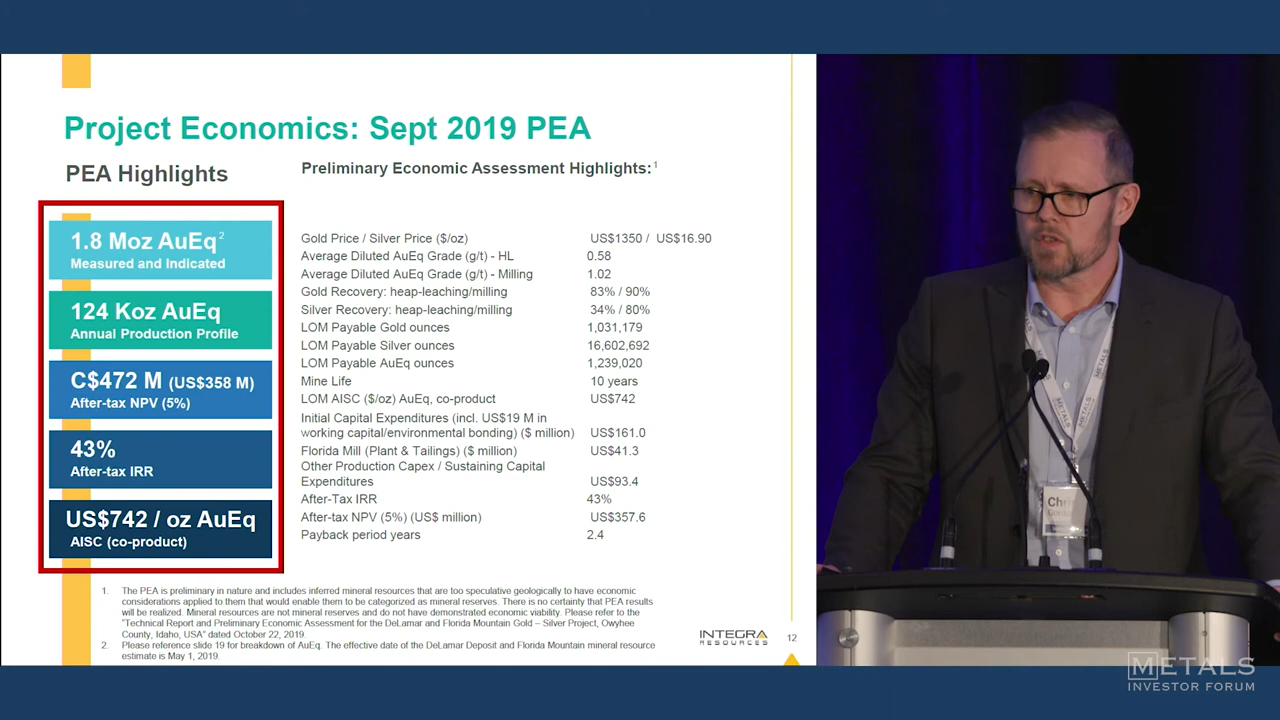 Project Economics: Sept 2019 PEA
PEA Highlights
1.8 Moz AuEq2
Measured and Indicated
124 Koz AuEq
Annual Production Profile
C$472 M (US$358 M)
After-tax NPV (5%)
43%
After-tax IRR
US$742 / oz AuEq
AISC (co-product)
Preliminary Economic Assessment Highlights:1
Gold Price / Silver Price ($/oz) US$1350 / US$16.90
Average Diluted AuEq Grade (g/t) - HL 0.58
Average Diluted AuEq Grade (g/t) - Milling 1.02
Gold Recovery: heap-leaching/milling 83% / 90%
Silver Recovery: heap-leaching/milling 34% / 80%
LOM Payable Gold ounces 1,031,179
LOM Payable Silver ounces 16,602,692
LOM Payable AuEq ounces 1,239,020
Mine Life 10 years
LOM AISC ($/oz) AuEq, co-product US$742
Initial Capital Expenditures (incl. US$19 M in
working capital/environmental bonding) ($ million) US$161.0
Florida Mill (Plant & Tailings) ($ million) US$41.3
Other Production Capex / Sustaining Capital
Expenditures US$93.4
After-Tax IRR 43%
After-tax NPV (5%) (US$ million) US$357.6
Payback period years 2.4
1. The PEA is preliminary in nature and includes inferred mineral resources that are too speculative geologically to have economic
considerations applied to them that would enable them to be categorized as mineral reserves. There is no certainty that PEA results
will be realized. Mineral resources are not mineral reserves and do not have demonstrated economic viability. Please refer to the
"Technical Report and Preliminary Economic Assessment for the DeLamar and Florida Mountain Gold – Silver Project, Owyhee
County, Idaho, USA" dated October 22, 2019.
2. Please reference slide 19 for breakdown of AuEq. The effective date of the DeLamar Deposit and Florida Mountain mineral resource
estimate is May 1, 2019.
INTEGRA
RESOURCES
12
METALS
METALS
METALS
METALS
INVESTOR FORUM